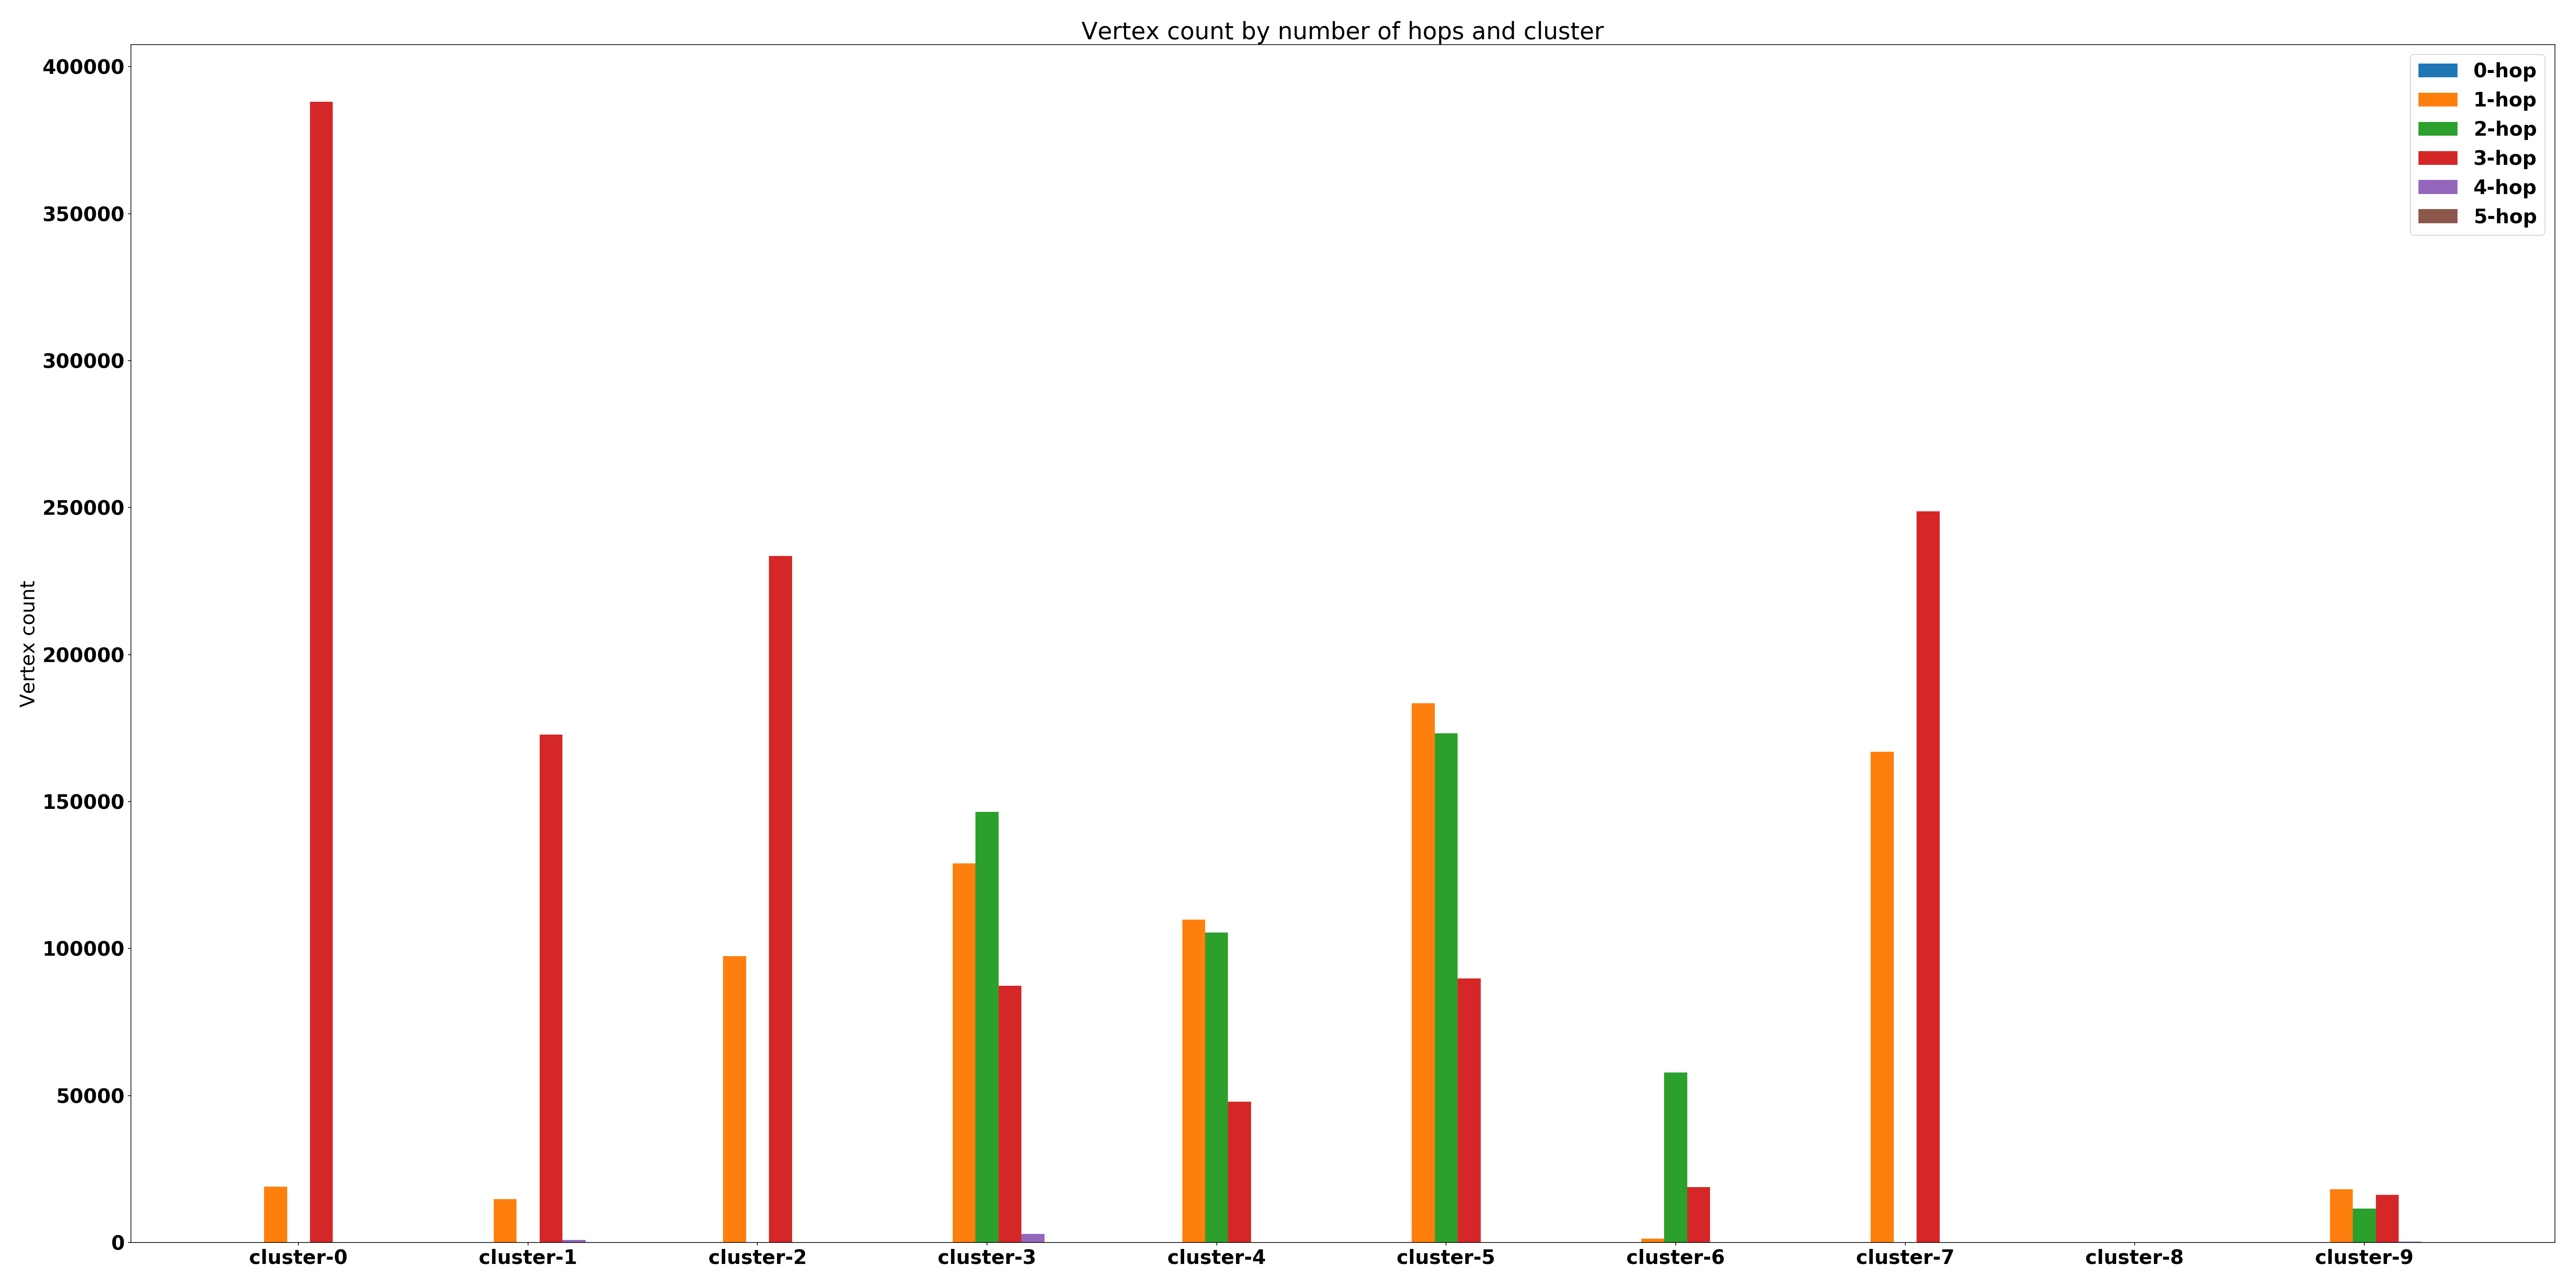 Vertex count by number of hops and cluster
400000
350000
300000
250000
200000
150000
100000
50000
0
Vertex count
0-hop
1-hop
2-hop
3-hop
4-hop
5-hop
cluster-0 cluster-1 cluster-2 cluster-3 cluster-4 cluster-5 cluster-6 cluster-7 cluster-8 cluster-9